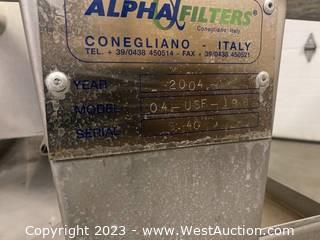 ALPHA FILTERS®
Conegliano, Italy
CONEGLIANO - ITALY
TEL. + 39/0438 450514 - FAX + 39/0438 450521
YEAR 2004
MODEL 04-USF-19
SERIAL 40
Copyright 2023 - www.WestAuction.com